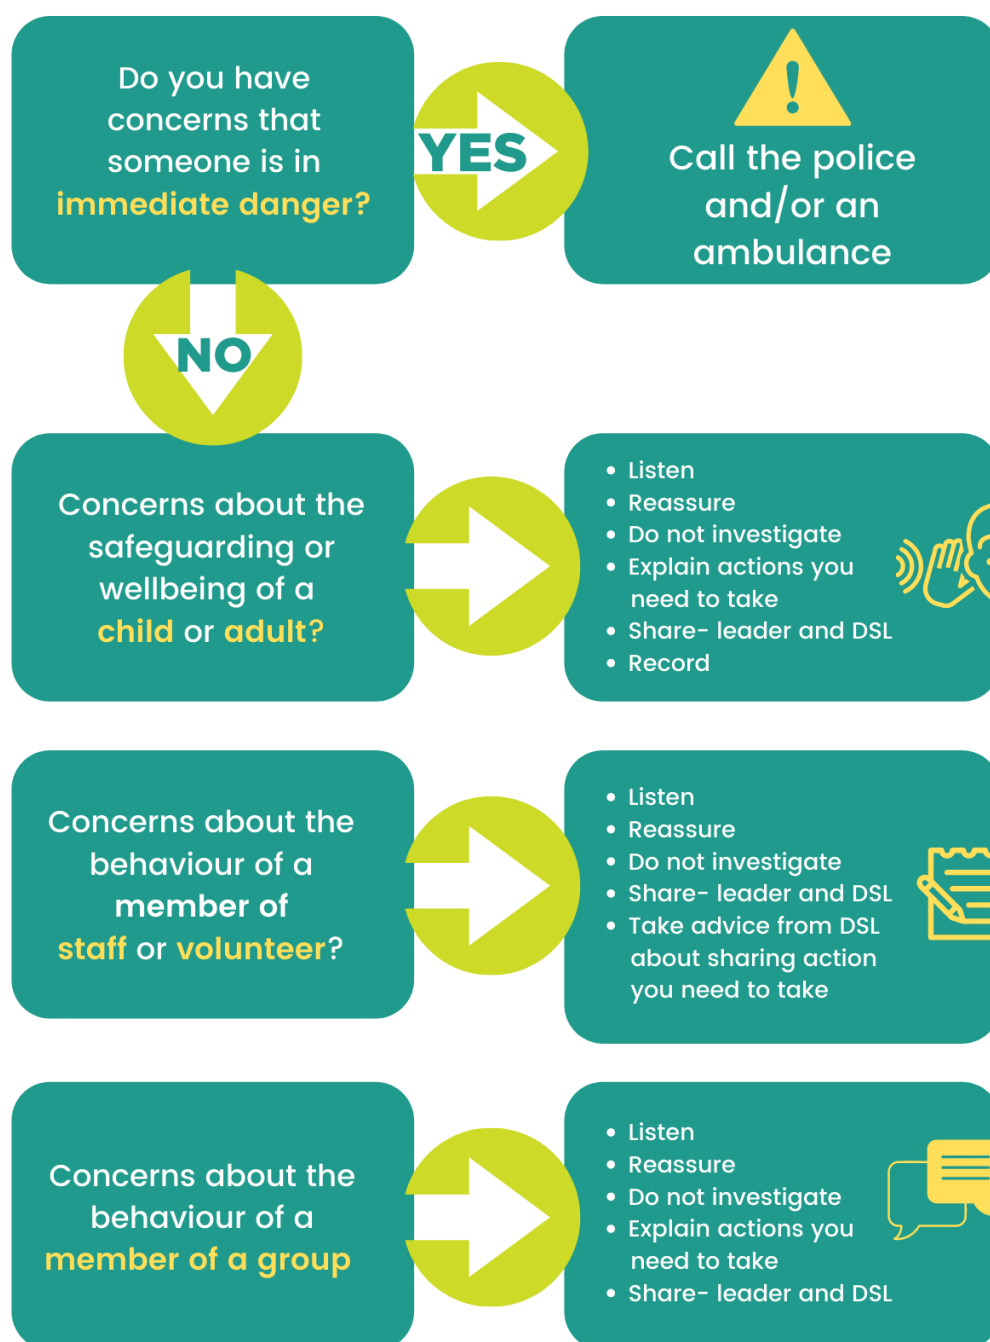 Do you have
concerns that
someone is in
immediate danger?
YES
!
Call the police
and/or an
ambulance
NO
Concerns about the
safeguarding or
wellbeing of a
child or adult?
• Listen
• Reassure
• Do not investigate
• Explain actions you
need to take
• Share- leader and DSL
• Record
Concerns about the
behaviour of a
member of
staff or volunteer?
• Listen
• Reassure
• Do not investigate
• Share- leader and DSL
• Take advice from DSL
about sharing action
you need to take
Concerns about the
behaviour of a
member of a group
• Listen
• Reassure
• Do not investigate
• Explain actions you
need to take
• Share- leader and DSL